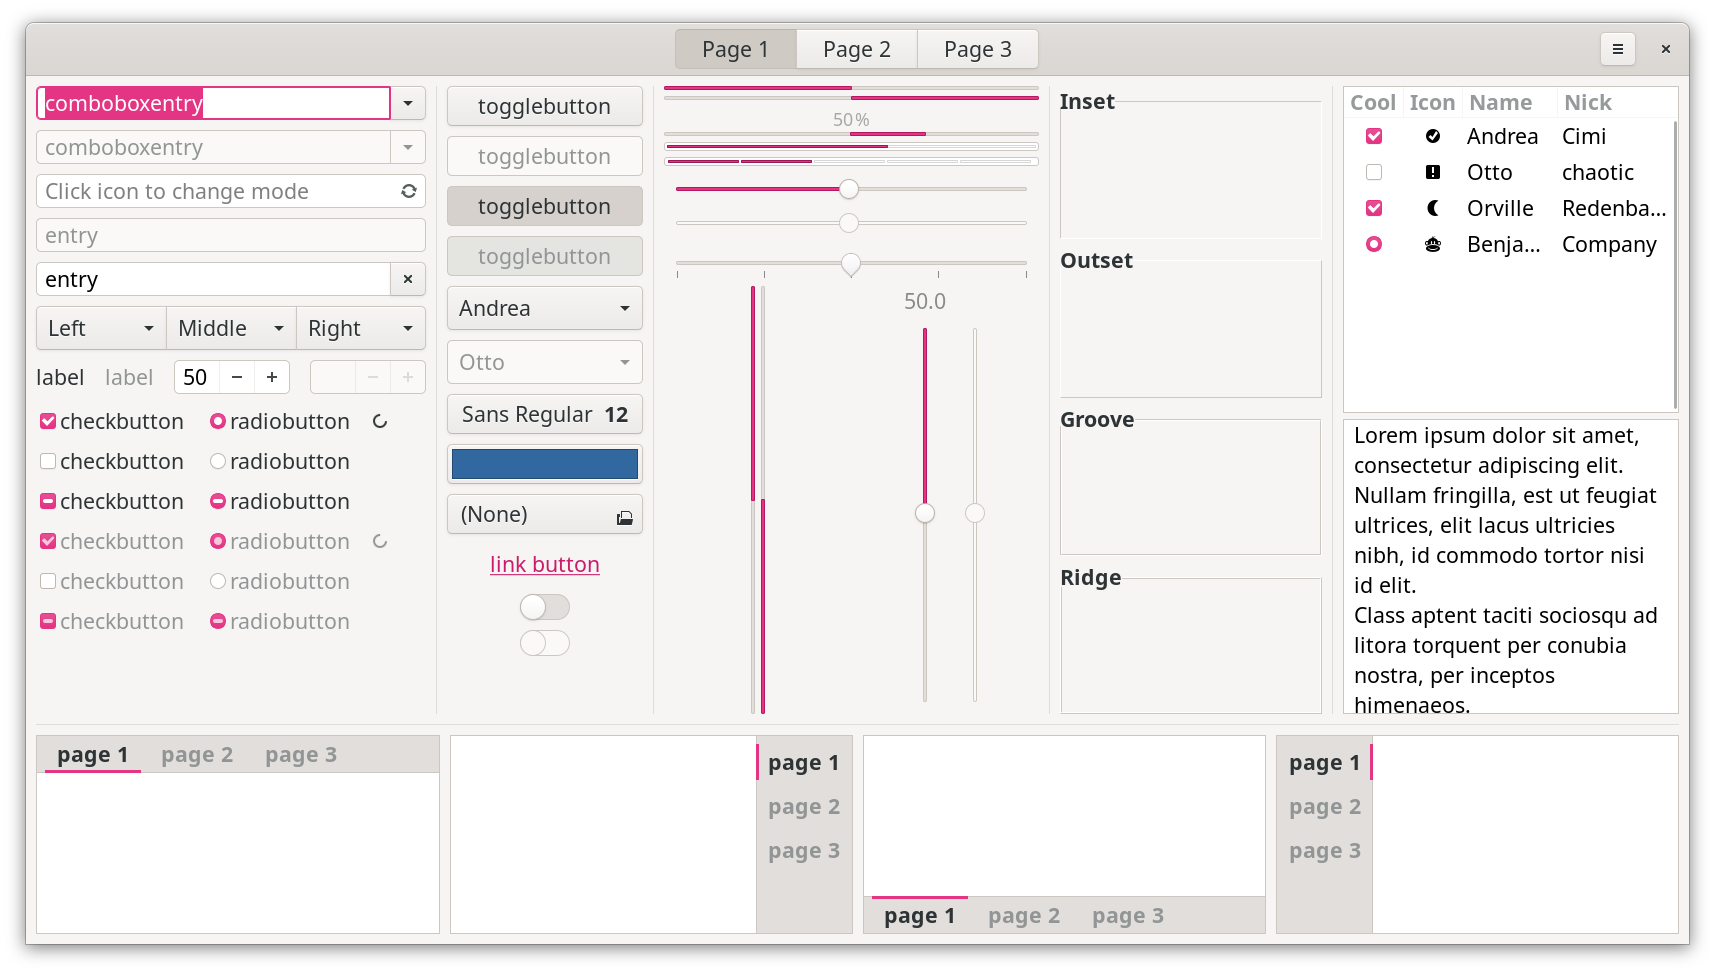 Page 1 Page 2 Page 3
comboboxentry
comboboxentry
Click icon to change mode
entry
entry
Left Middle Right
label label 50
checkbutton radiobutton
checkbutton radiobutton
checkbutton radiobutton
checkbutton radiobutton
checkbutton radiobutton
checkbutton radiobutton
togglebutton
togglebutton
togglebutton
togglebutton
Andrea
Otto
Sans Regular 12
(None)
link button
50 %
50.0
Inset
Outset
Groove
Ridge
Cool Icon Name Nick
Andrea Cimi
Otto chaotic
Orville Redenba...
Benja... Company
Lorem ipsum dolor sit amet,
consectetur adipiscing elit.
Nullam fringilla, est ut feugiat
ultrices, elit lacus ultricies
nibh, id commodo tortor nisi
id elit.
Class aptent taciti sociosqu ad
litora torquent per conubia
nostra, per inceptos
himenaeos.
page 1 page 2 page 3
page 1
page 2
page 3
page 1 page 2 page 3
page 1
page 2
page 3